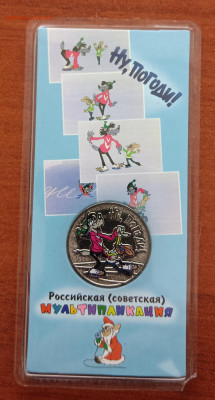 Ну, погоди!
НУ, ПОГОДИ!
Российская (советская)
МУЛЬТИПЛИКАЦИЯ